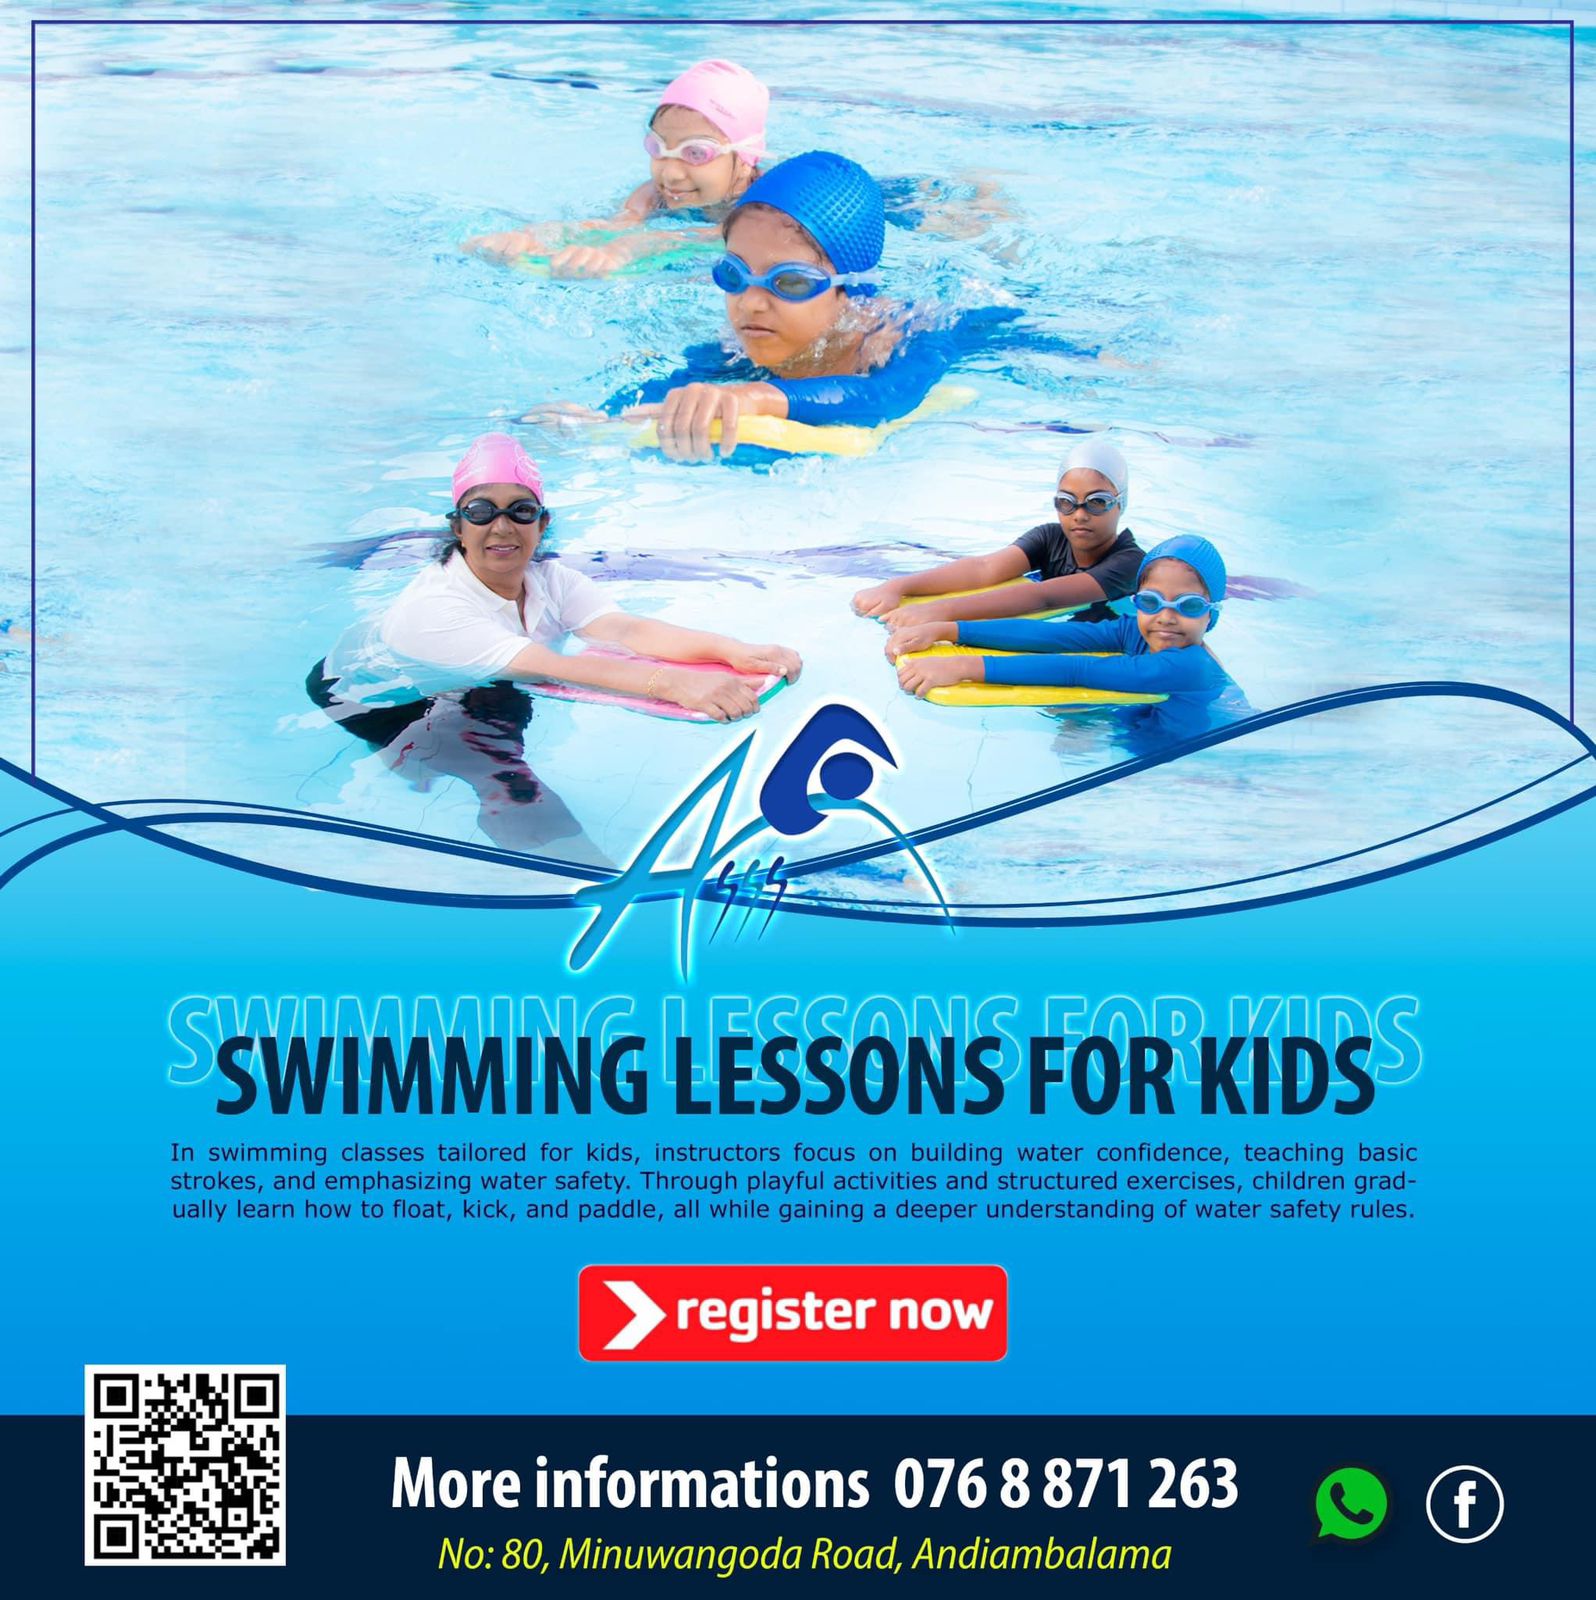 Asss
SWIMMING LESSONS FOR KIDS
SWIMMING LESSONS FOR KIDS
In swimming classes tailored for kids, instructors focus on building water confidence, teaching basic
strokes, and emphasizing water safety. Through playful activities and structured exercises, children grad-
ually learn how to float, kick, and paddle, all while gaining a deeper understanding of water safety rules.
register now
More informations 076 8 871 263
No: 80, Minuwangoda Road, Andiambalama